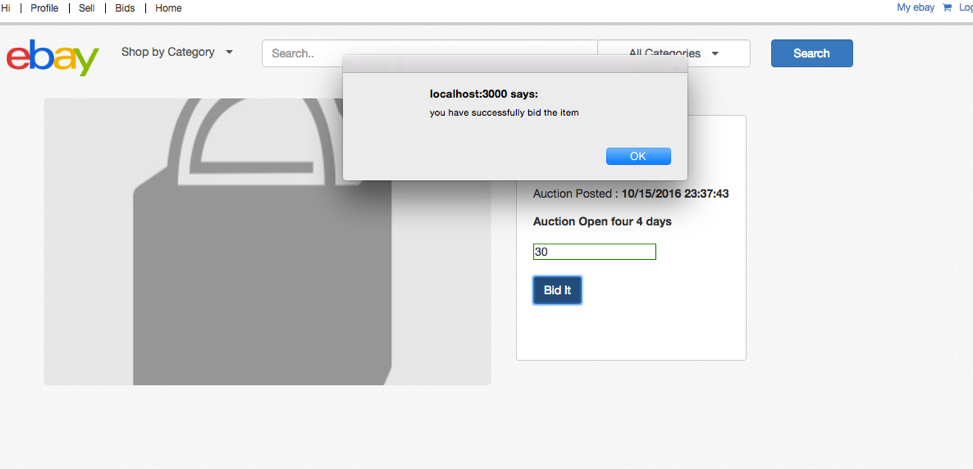 Hi | Profile | Sell | Bids | Home
My ebay
ebay
Shop by Category
Search..
All Categories
Search
localhost:3000 says:
you have successfully bid the item
OK
Auction Posted : 10/15/2016 23:37:43
Auction Open four 4 days
30
Bid It